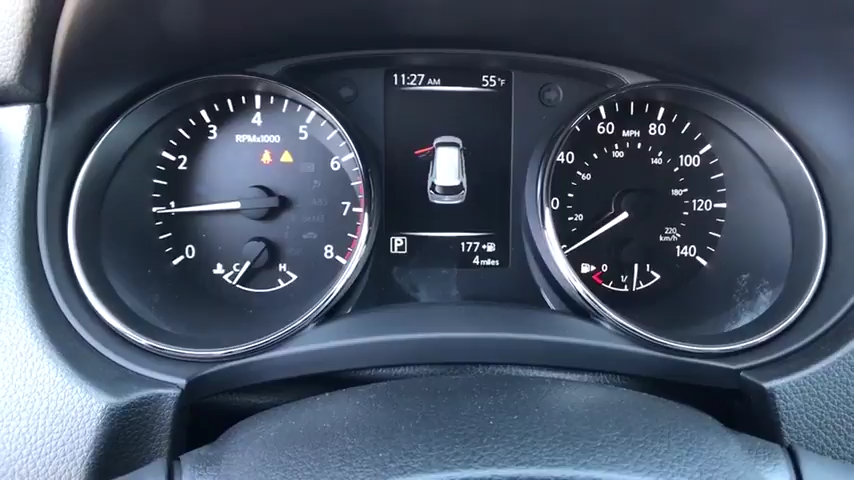 11:27 AM 55°F
RPMx1000
0 1 2 3 4 5 6 7 8
C H
P
177
4 miles
MPH
0 40 60 80 100 120 140
20 60 100 140 180 220
km/h
0 1/ 1